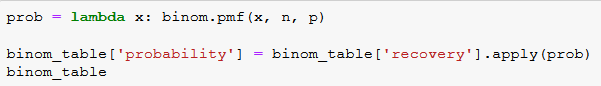 prob = lambda x: binom.pmf(x, n, p)
binom_table['probability'] = binom_table['recovery'].apply(prob)
binom_table